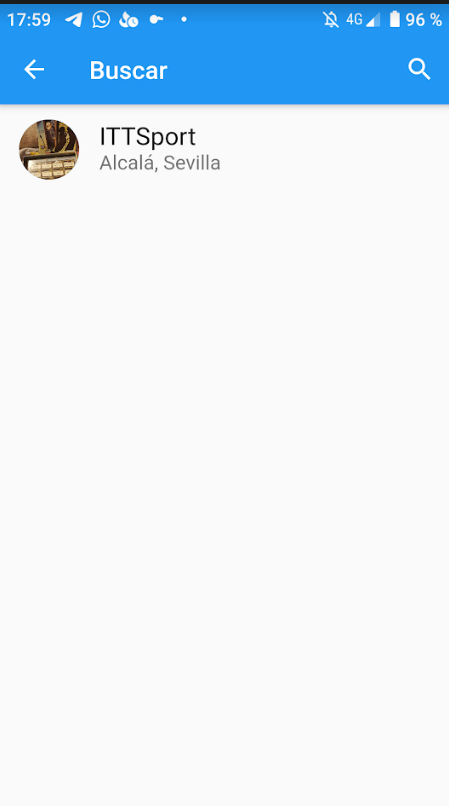 17:59 4G 96 %
Buscar
ITTSport
Alcalá, Sevilla